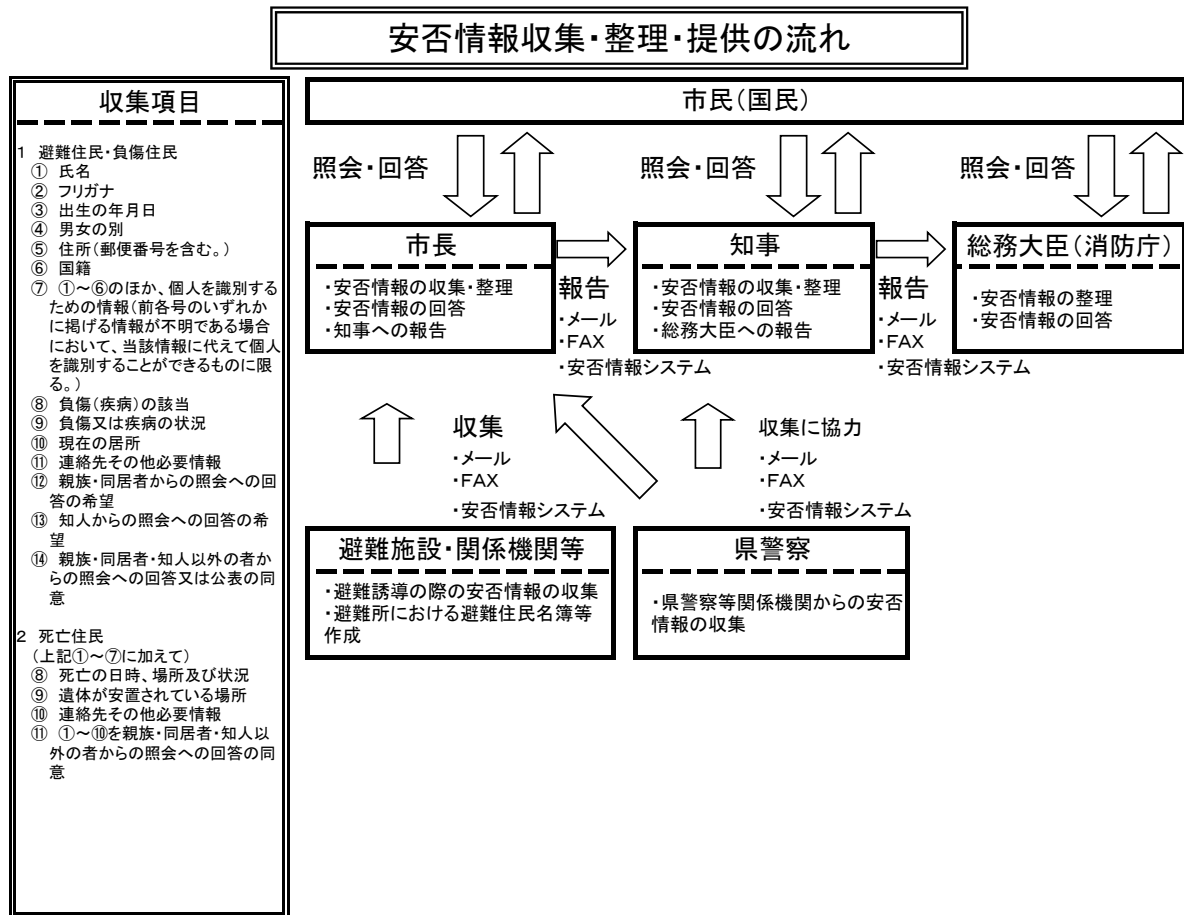 安否情報収集・整理・提供の流れ
収集項目
1 避難住民・負傷住民
① 氏名
② フリガナ
③ 出生の年月日
④ 男女の別
⑤ 住所(郵便番号を含む。)
⑥ 国籍
⑦ ①～⑥のほか、個人を識別する
ための情報(前各号のいずれか
に掲げる情報が不明である場合
において、当該情報に代えて個人
を識別することができるものに限
る。)
⑧ 負傷(疾病)の該当
⑨ 負傷又は疾病の状況
⑩ 現在の居所
⑪ 連絡先その他必要情報
⑫ 親族・同居者からの照会への回
答の希望
⑬ 知人からの照会への回答の希
望
⑭ 親族・同居者・知人以外の者か
らの照会への回答又は公表の同
意
2 死亡住民
(上記①～⑦に加えて)
⑧ 死亡の日時、場所及び状況
⑨ 遺体が安置されている場所
⑩ 連絡先その他必要情報
⑪ ①～⑩を親族・同居者・知人以
外の者からの照会への回答の同
意
市民(国民)
照会・回答
照会・回答
照会・回答
市長
・安否情報の収集・整理
・安否情報の回答
・知事への報告
報告
・メール
・FAX
・安否情報システム
知事
・安否情報の収集・整理
・安否情報の回答
・総務大臣への報告
報告
・メール
・FAX
・安否情報システム
総務大臣(消防庁)
・安否情報の整理
・安否情報の回答
収集
・メール
・FAX
・安否情報システム
収集に協力
・メール
・FAX
・安否情報システム
避難施設・関係機関等
・避難誘導の際の安否情報の収集
・避難所における避難住民名簿等
作成
県警察
・県警察等関係機関からの安否
情報の収集